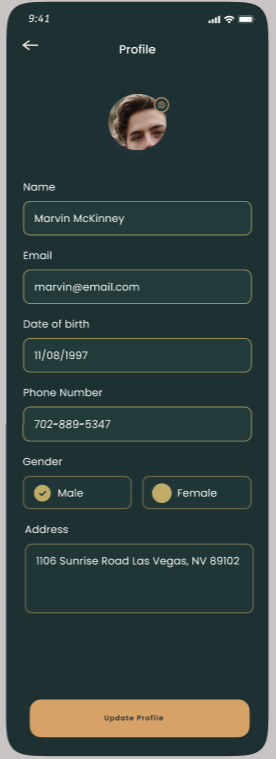 9:41
Profile
Name
Marvin McKinney
Email
marvin@email.com
Date of birth
11/08/1997
Phone Number
702-889-5347
Gender
Male
Female
Address
1106 Sunrise Road Las Vegas, NV 89102
Update Profile